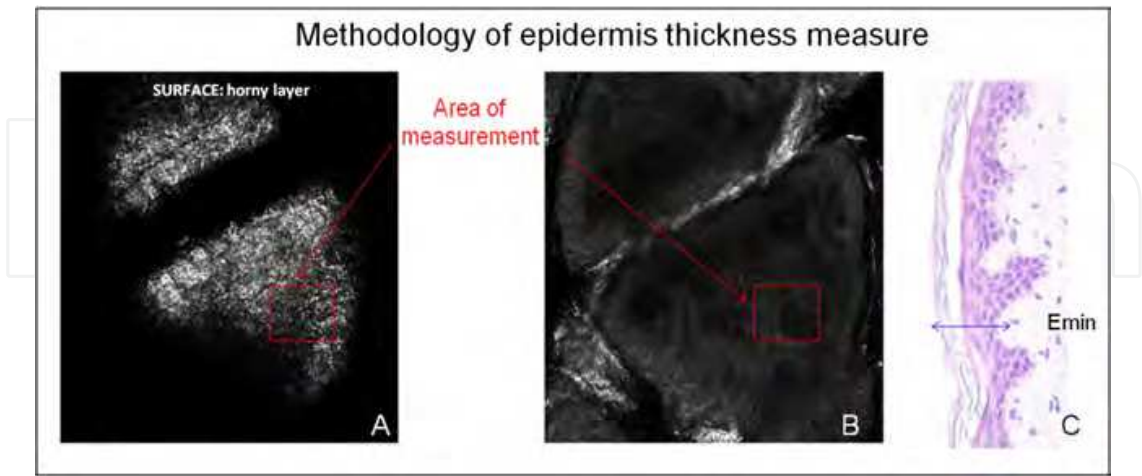 Methodology of epidermis thickness measure
SURFACE: horny layer
Area of
measurement
Emin
A
B
C